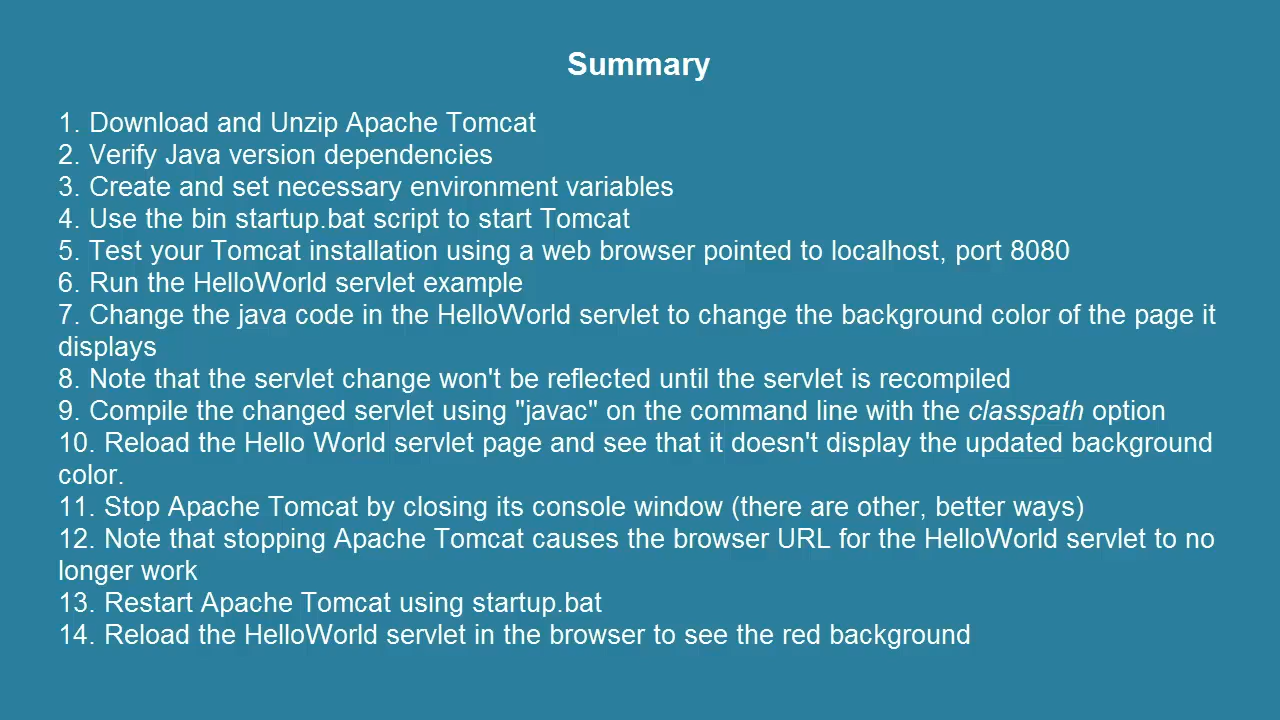 Summary
1. Download and Unzip Apache Tomcat
2. Verify Java version dependencies
3. Create and set necessary environment variables
4. Use the bin startup.bat script to start Tomcat
5. Test your Tomcat installation using a web browser pointed to localhost, port 8080
6. Run the HelloWorld servlet example
7. Change the java code in the HelloWorld servlet to change the background color of the page it
displays
8. Note that the servlet change won't be reflected until the servlet is recompiled
9. Compile the changed servlet using "javac" on the command line with the classpath option
10. Reload the Hello World servlet page and see that it doesn't display the updated background
color.
11. Stop Apache Tomcat by closing its console window (there are other, better ways)
12. Note that stopping Apache Tomcat causes the browser URL for the HelloWorld servlet to no
longer work
13. Restart Apache Tomcat using startup.bat
14. Reload the HelloWorld servlet in the browser to see the red background